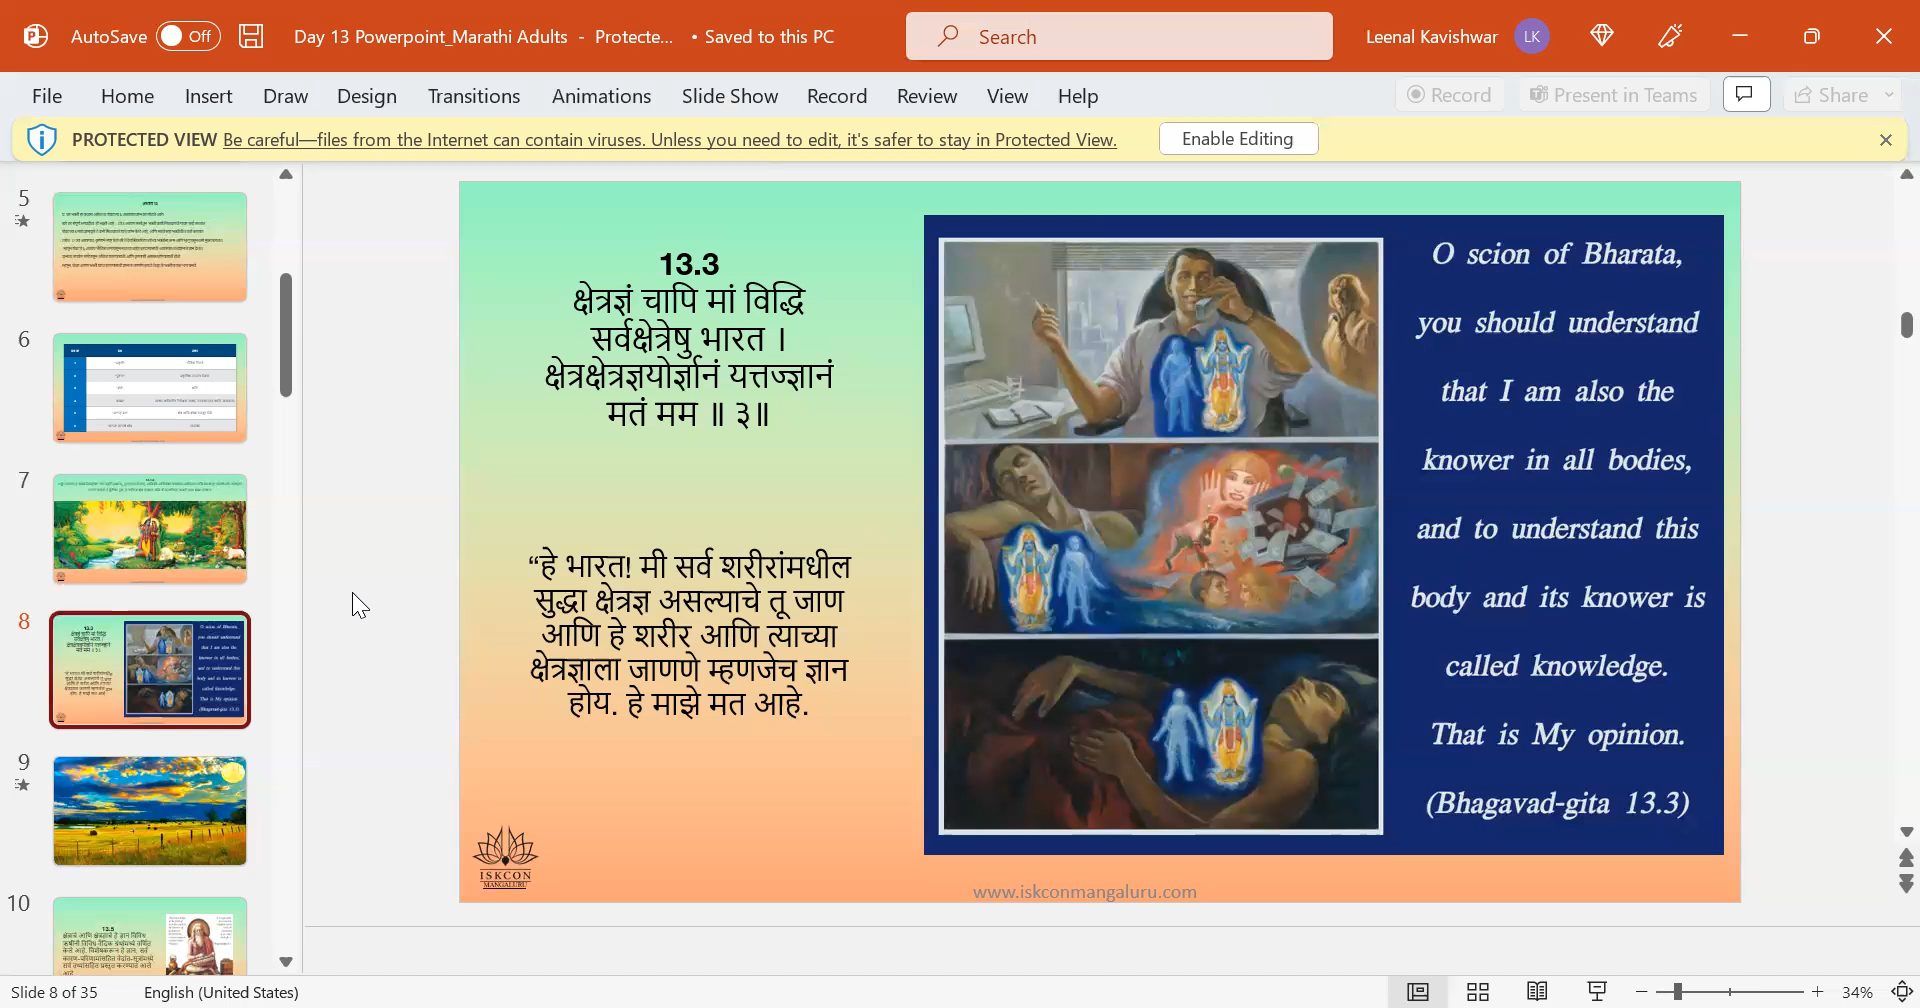 AutoSave Off Day 13 Powerpoint_Marathi Adults - Protecte... • Saved to this PC Search Leenal Kavishwar LK
File Home Insert Draw Design Transitions Animations Slide Show Record Review View Help Record Present in Teams Share
PROTECTED VIEW Be careful—files from the Internet can contain viruses. Unless you need to edit, it's safer to stay in Protected View. Enable Editing
5
6
7
8
9
10
13.3
क्षेत्रज्ञं चापि मां विद्धि
सर्वक्षेत्रेषु भारत ।
क्षेत्रक्षेत्रज्ञयोर्ज्ञानं यत्तज्ज्ञानं
मतं मम ॥ ३॥
“हे भारत! मी सर्व शरीरांमधील
सुद्धा क्षेत्रज्ञ असल्याचे तू जाण
आणि हे शरीर आणि त्याच्या
क्षेत्रज्ञाला जाणणे म्हणजेच ज्ञान
होय. हे माझे मत आहे.
O scion of Bharata,
you should understand
that I am also the
knower in all bodies,
and to understand this
body and its knower is
called knowledge.
That is My opinion.
(Bhagavad-gita 13.3)
ISKCON
MANGALURU
www.iskconmangaluru.com
13.5
Slide 8 of 35 English (United States) 34%